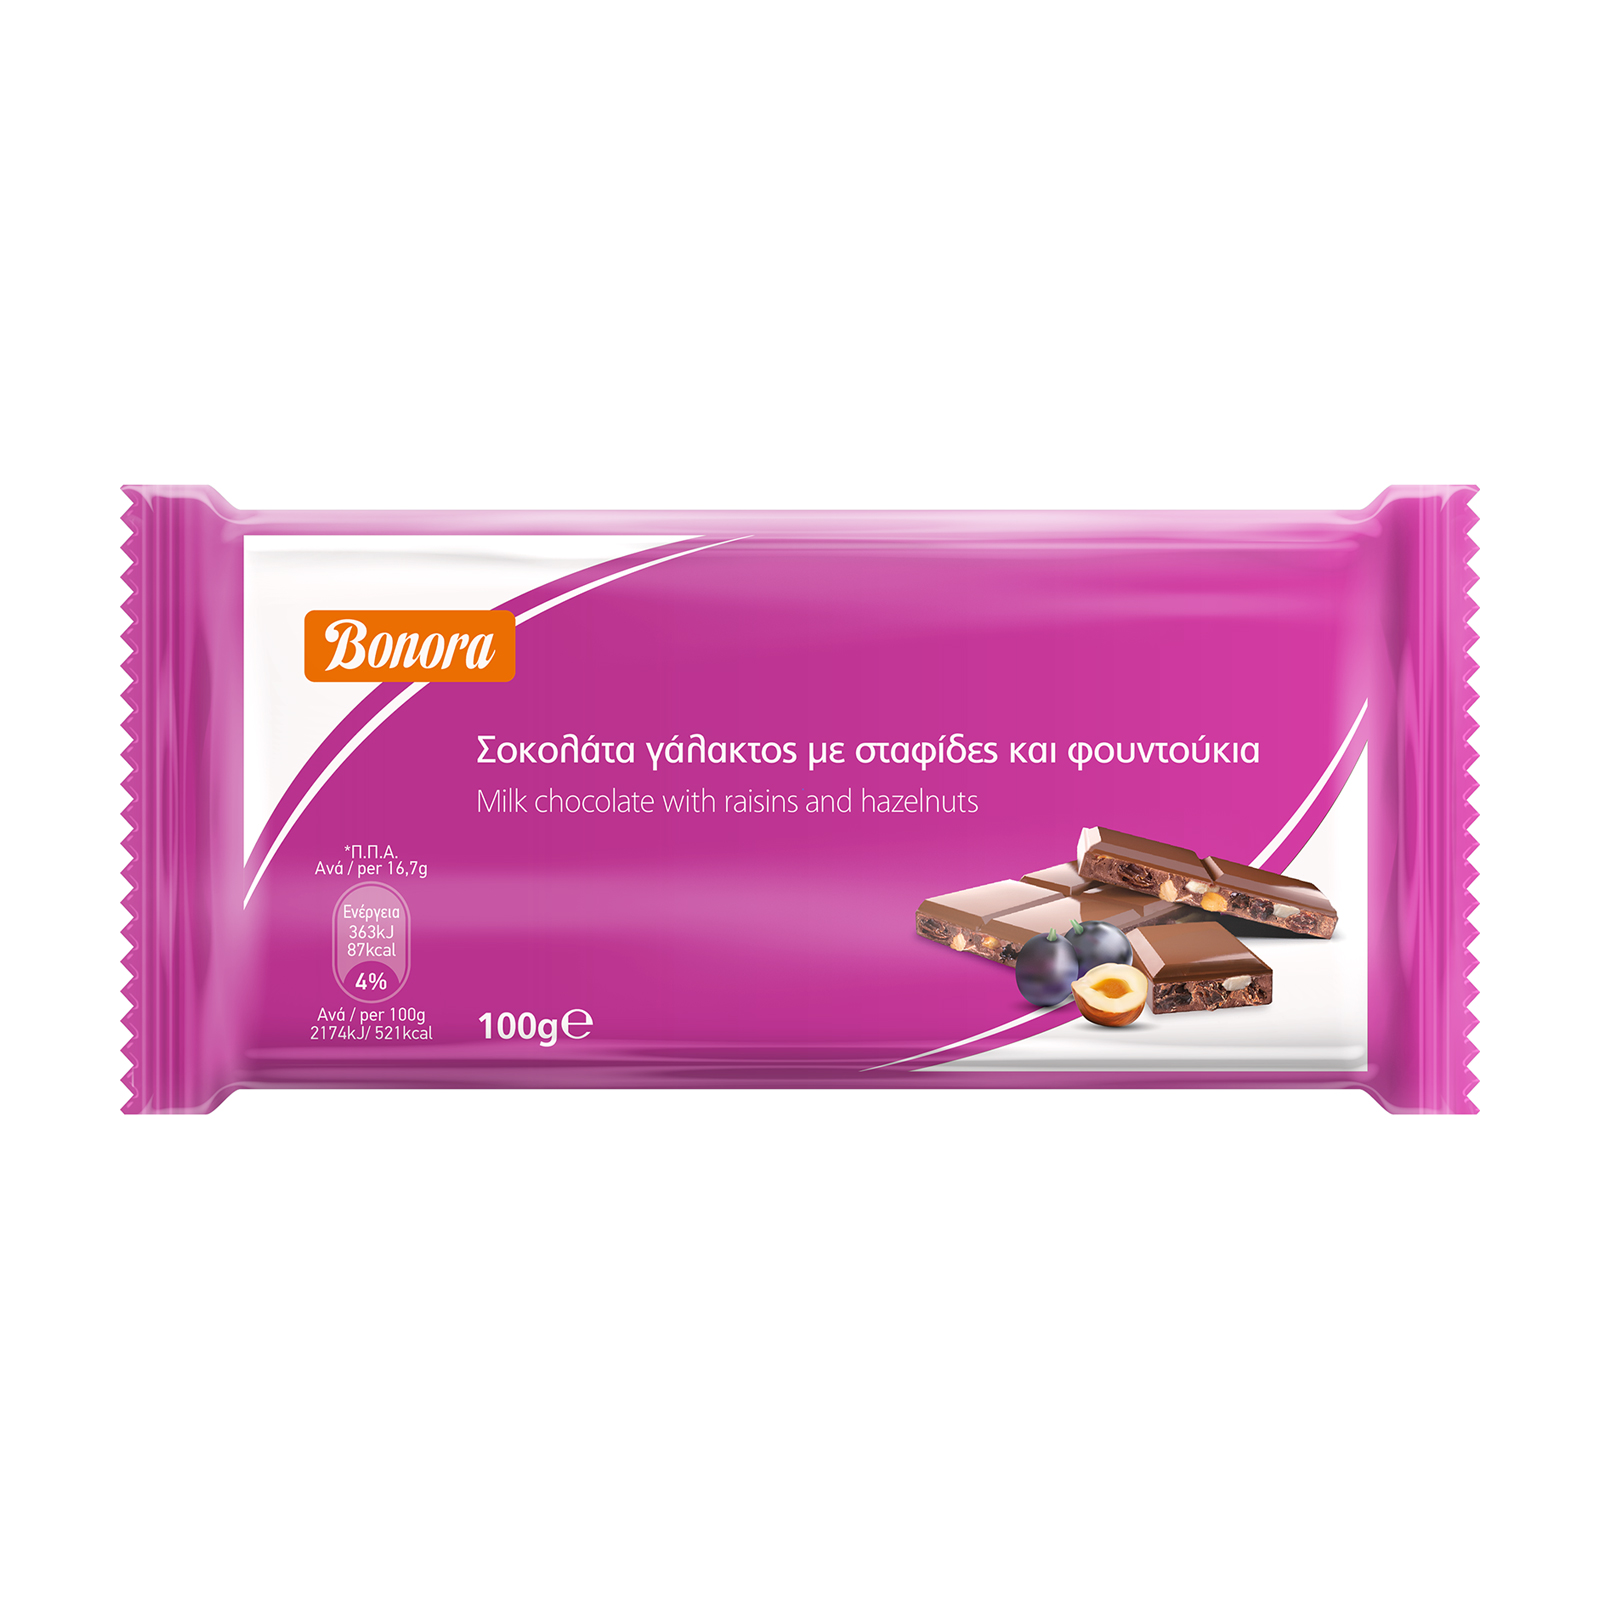 Bonora
Σοκολάτα γάλακτος με σταφίδες και φουντούκια
Milk chocolate with raisins and hazelnuts
*Π.Π.Α.
Ανά / per 16,7g
Ενέργεια
363kJ
87kcal
4%
Ανά / per 100g
2174kJ/ 521kcal
100g℮